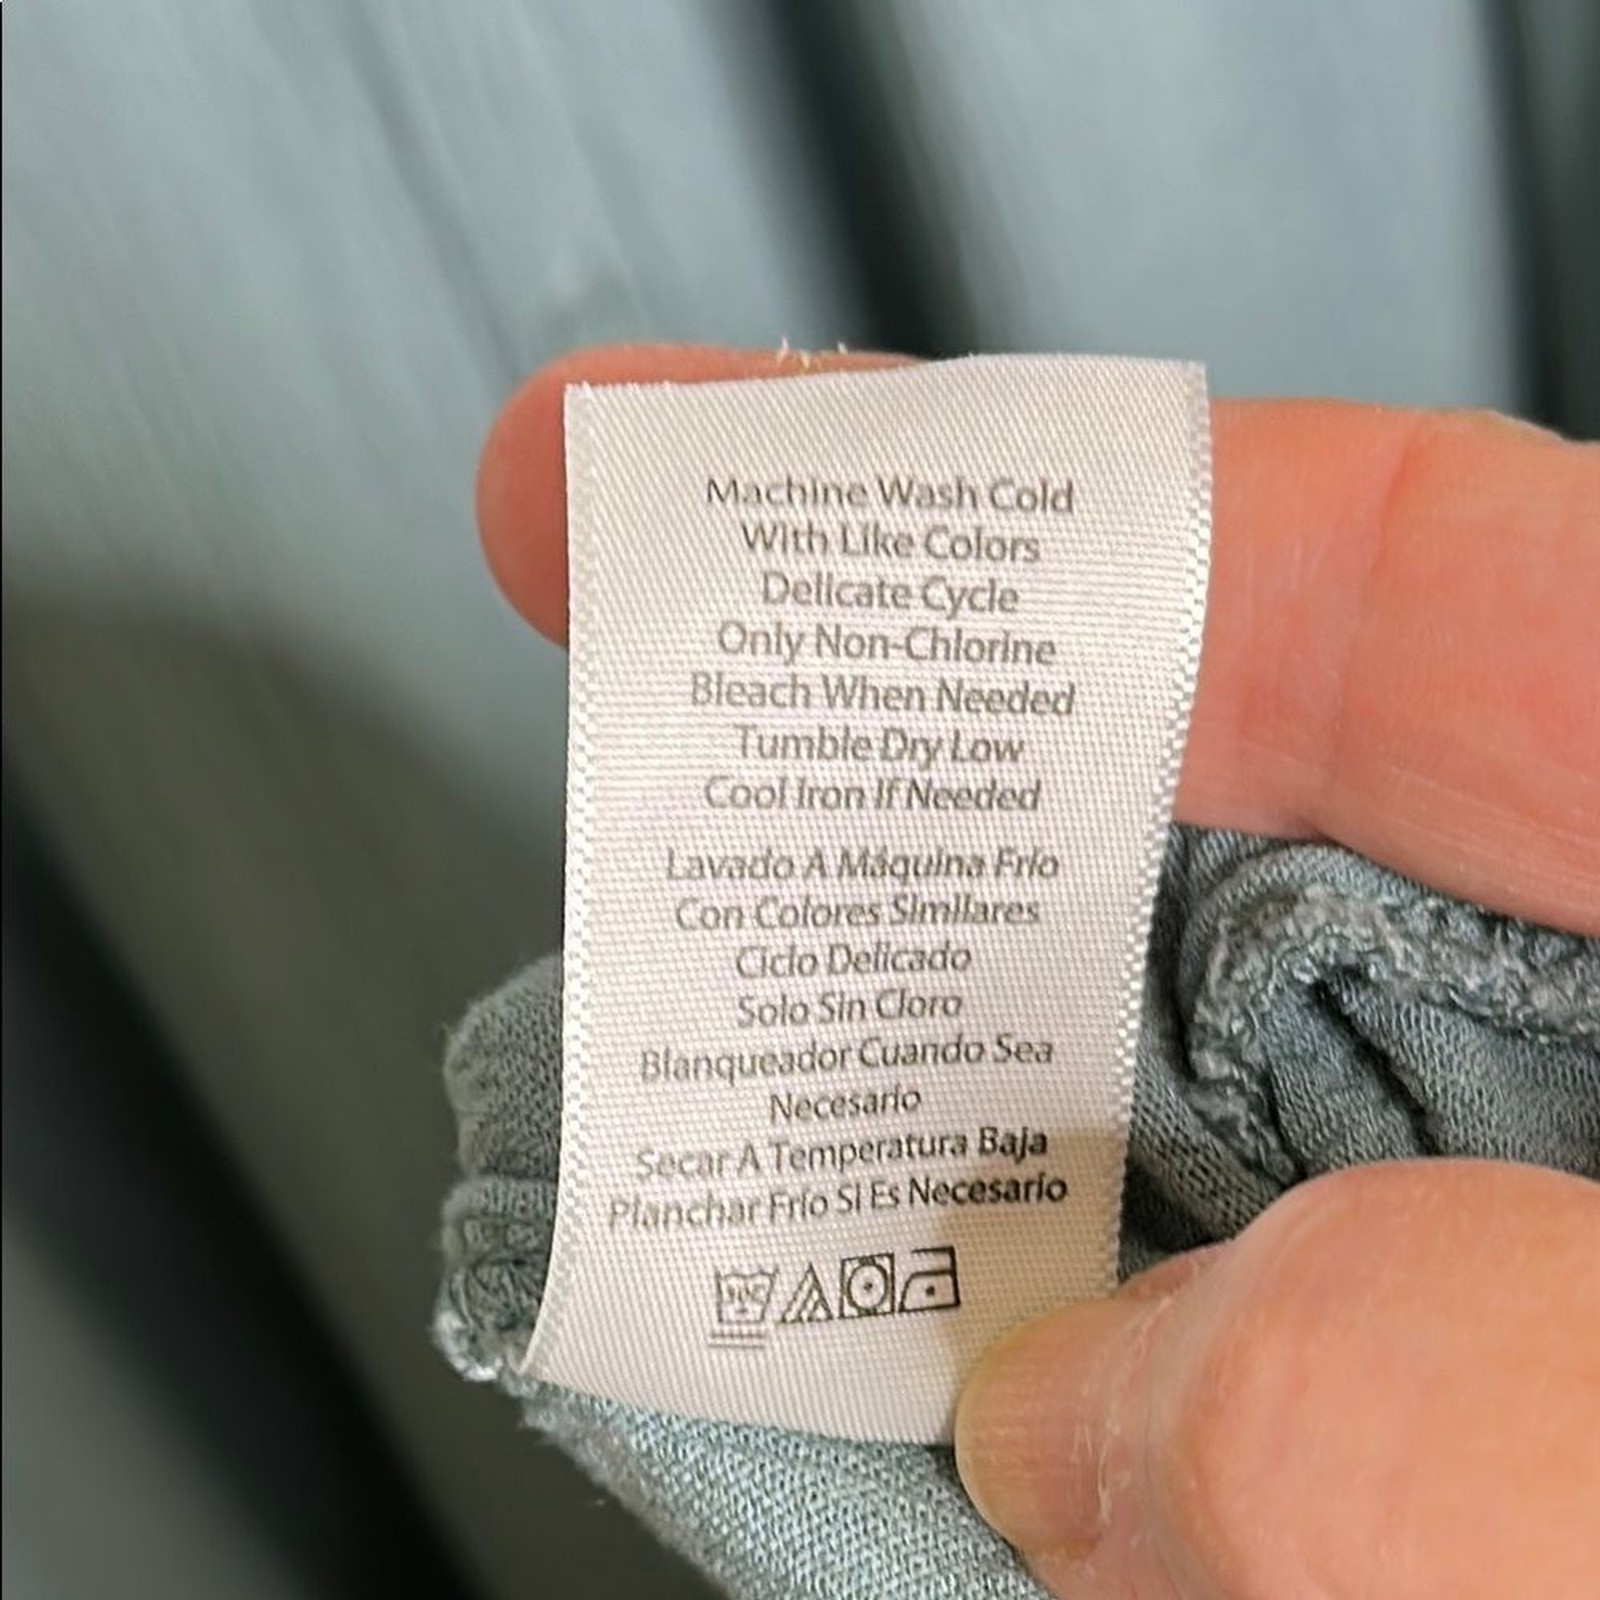 Machine Wash Cold
With Like Colors
Delicate Cycle
Only Non-Chlorine
Bleach When Needed
Tumble Dry Low
Cool Iron If Needed
Lavado A Máquina Frío
Con Colores Similares
Ciclo Delicado
Solo Sin Cloro
Blanqueador Cuando Sea
Necesario
Secar A Temperatura Baja
Planchar Frío Si Es Necesario
30C